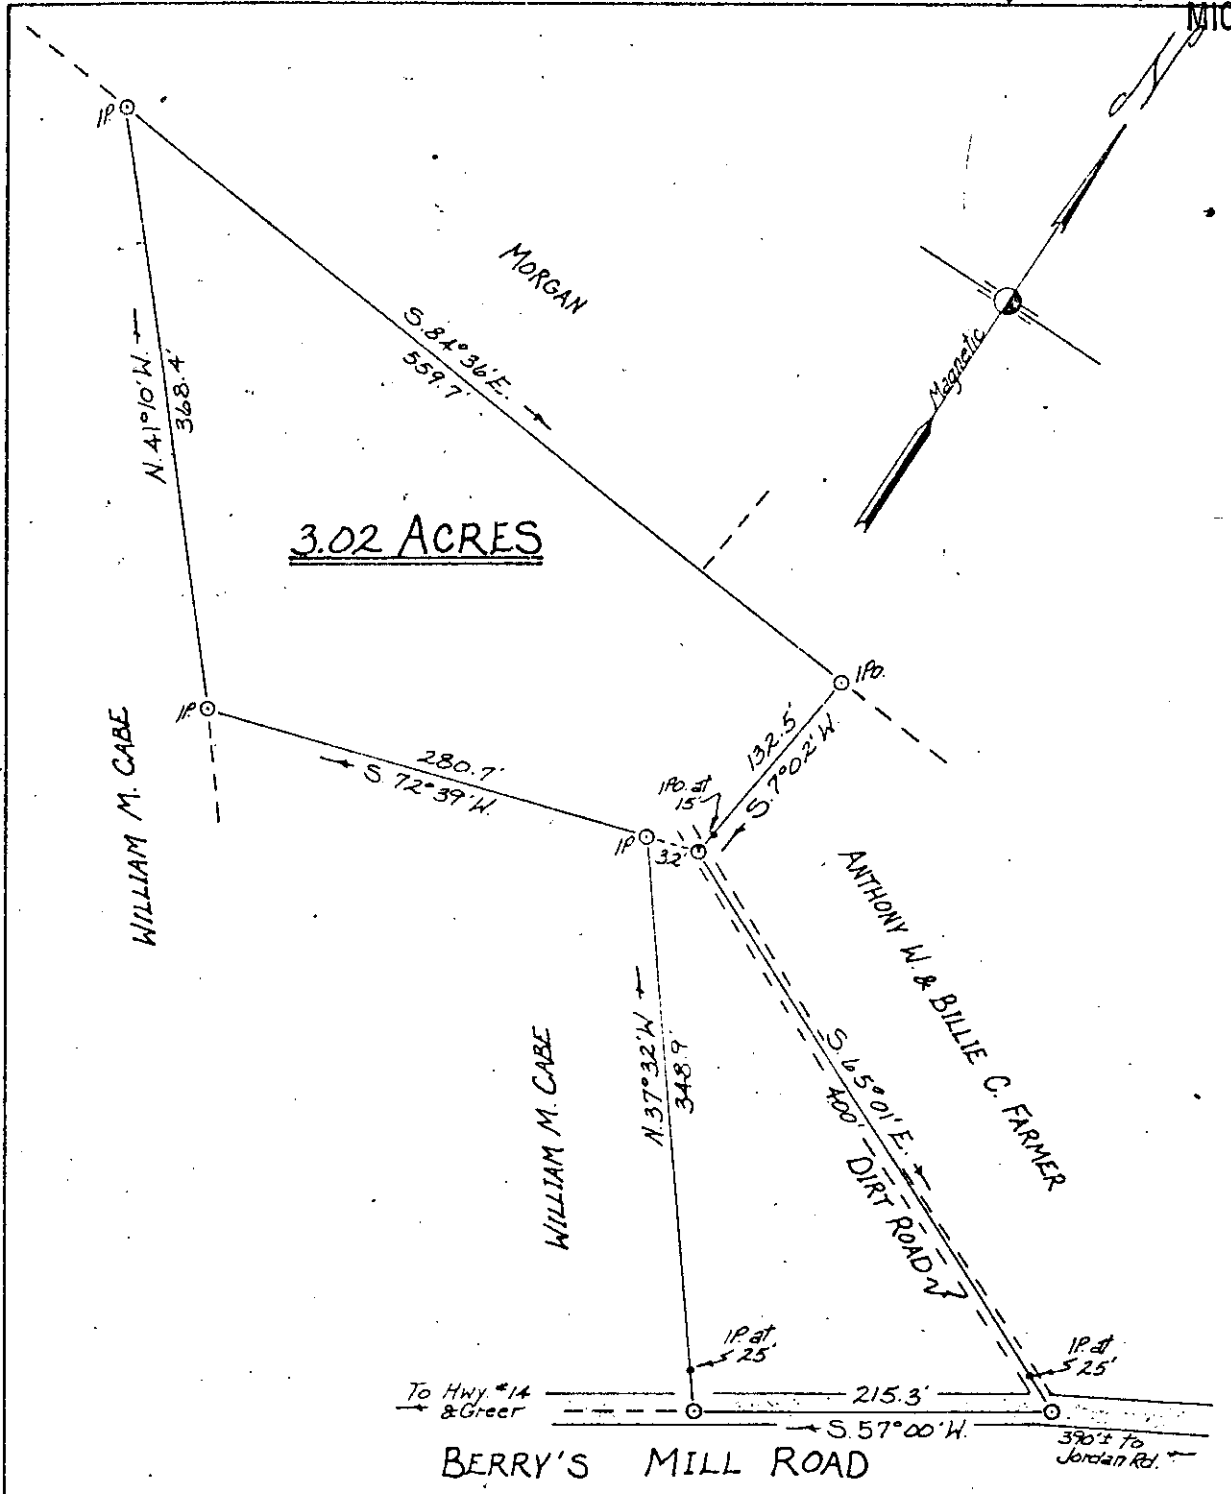 MIC
IP.
MORGAN
S.84°36'E.
559.7'
Magnetic
N.41°10'W.
368.4'
3.02 ACRES
IPO.
132.5'
S.7°02'W.
IPO. at
15'
IP.
280.7'
S. 72°39'W.
IP
32'
WILLIAM M. CABE
ANTHONY W. & BILLIE C. FARMER
WILLIAM M. CABE
N.37°32'W
348.9'
S.65°01'E.
400'
DIRT ROAD
IP. at
25'
IP. at
25'
To Hwy. #14
& Greer
215.3'
S.57°00'W.
390'± to
Jordan Rd.
BERRY'S MILL ROAD